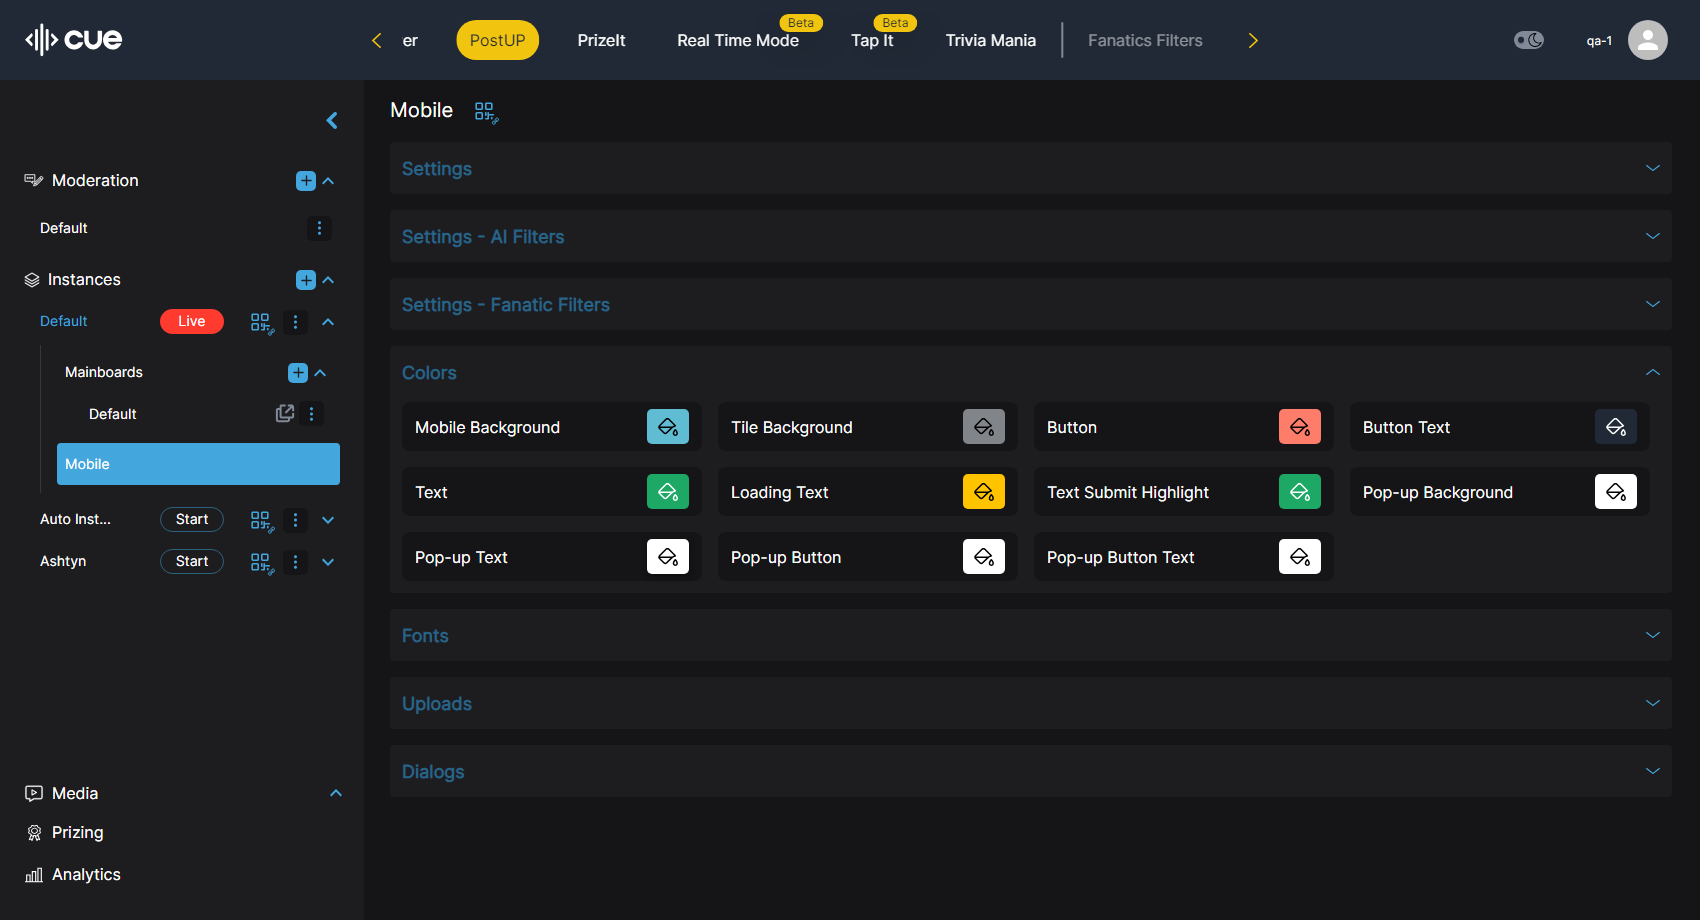 cue
er
PostUP
PrizeIt
Real Time Mode
Beta
Tap It
Beta
Trivia Mania
Fanatics Filters
qa-1
Moderation
Default
Instances
Default
Live
Mainboards
Default
Mobile
Auto Inst...
Start
Ashtyn
Start
Media
Prizing
Analytics
Mobile
Settings
Settings - AI Filters
Settings - Fanatic Filters
Colors
Mobile Background
Tile Background
Button
Button Text
Text
Loading Text
Text Submit Highlight
Pop-up Background
Pop-up Text
Pop-up Button
Pop-up Button Text
Fonts
Uploads
Dialogs